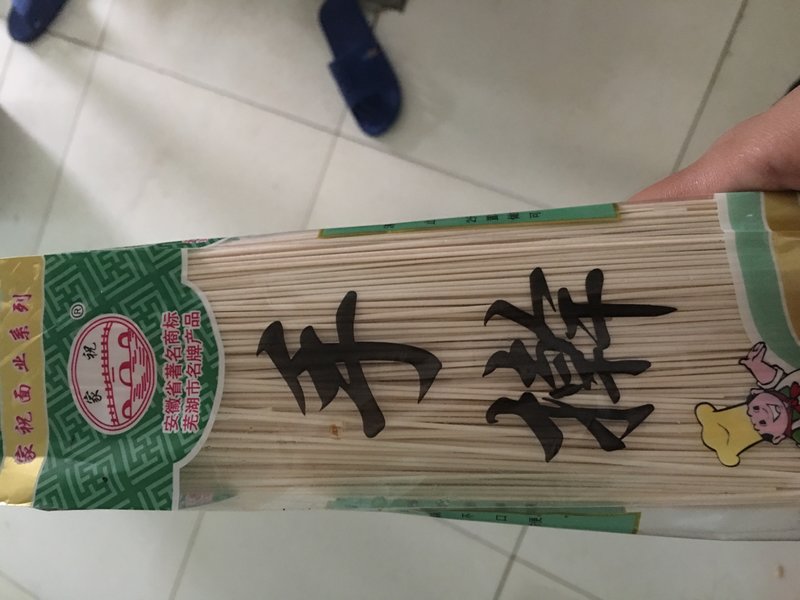 家祝面业系列
家祝
®
安徽省著名商标
芜湖市名牌产品
手擀